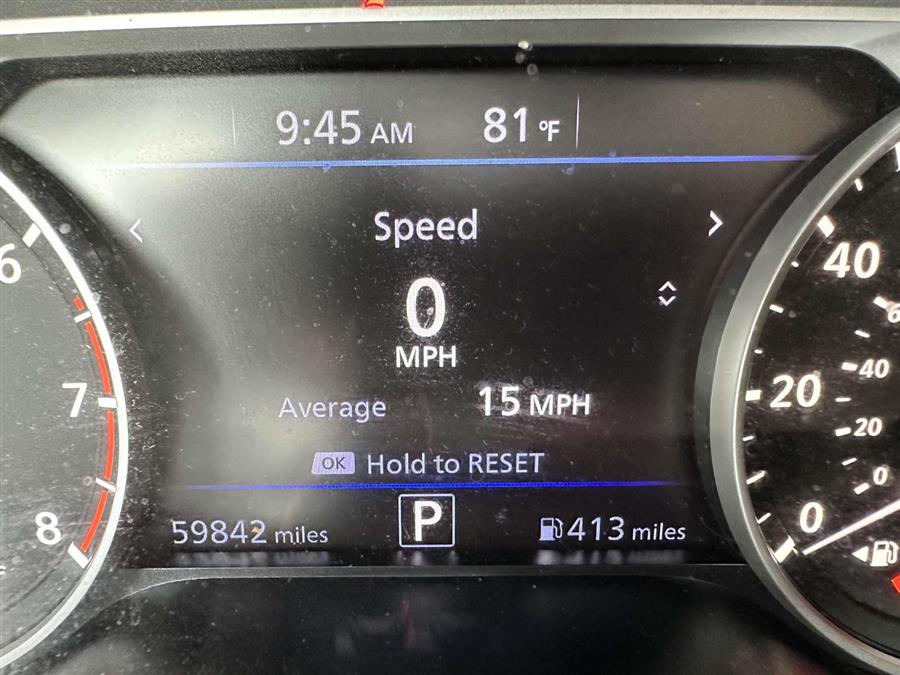 9:45 AM 81 °F
Speed
0
MPH
Average 15 MPH
OK Hold to RESET
59842 miles P 413 miles
6
7
8
40
20
0
40
20
0